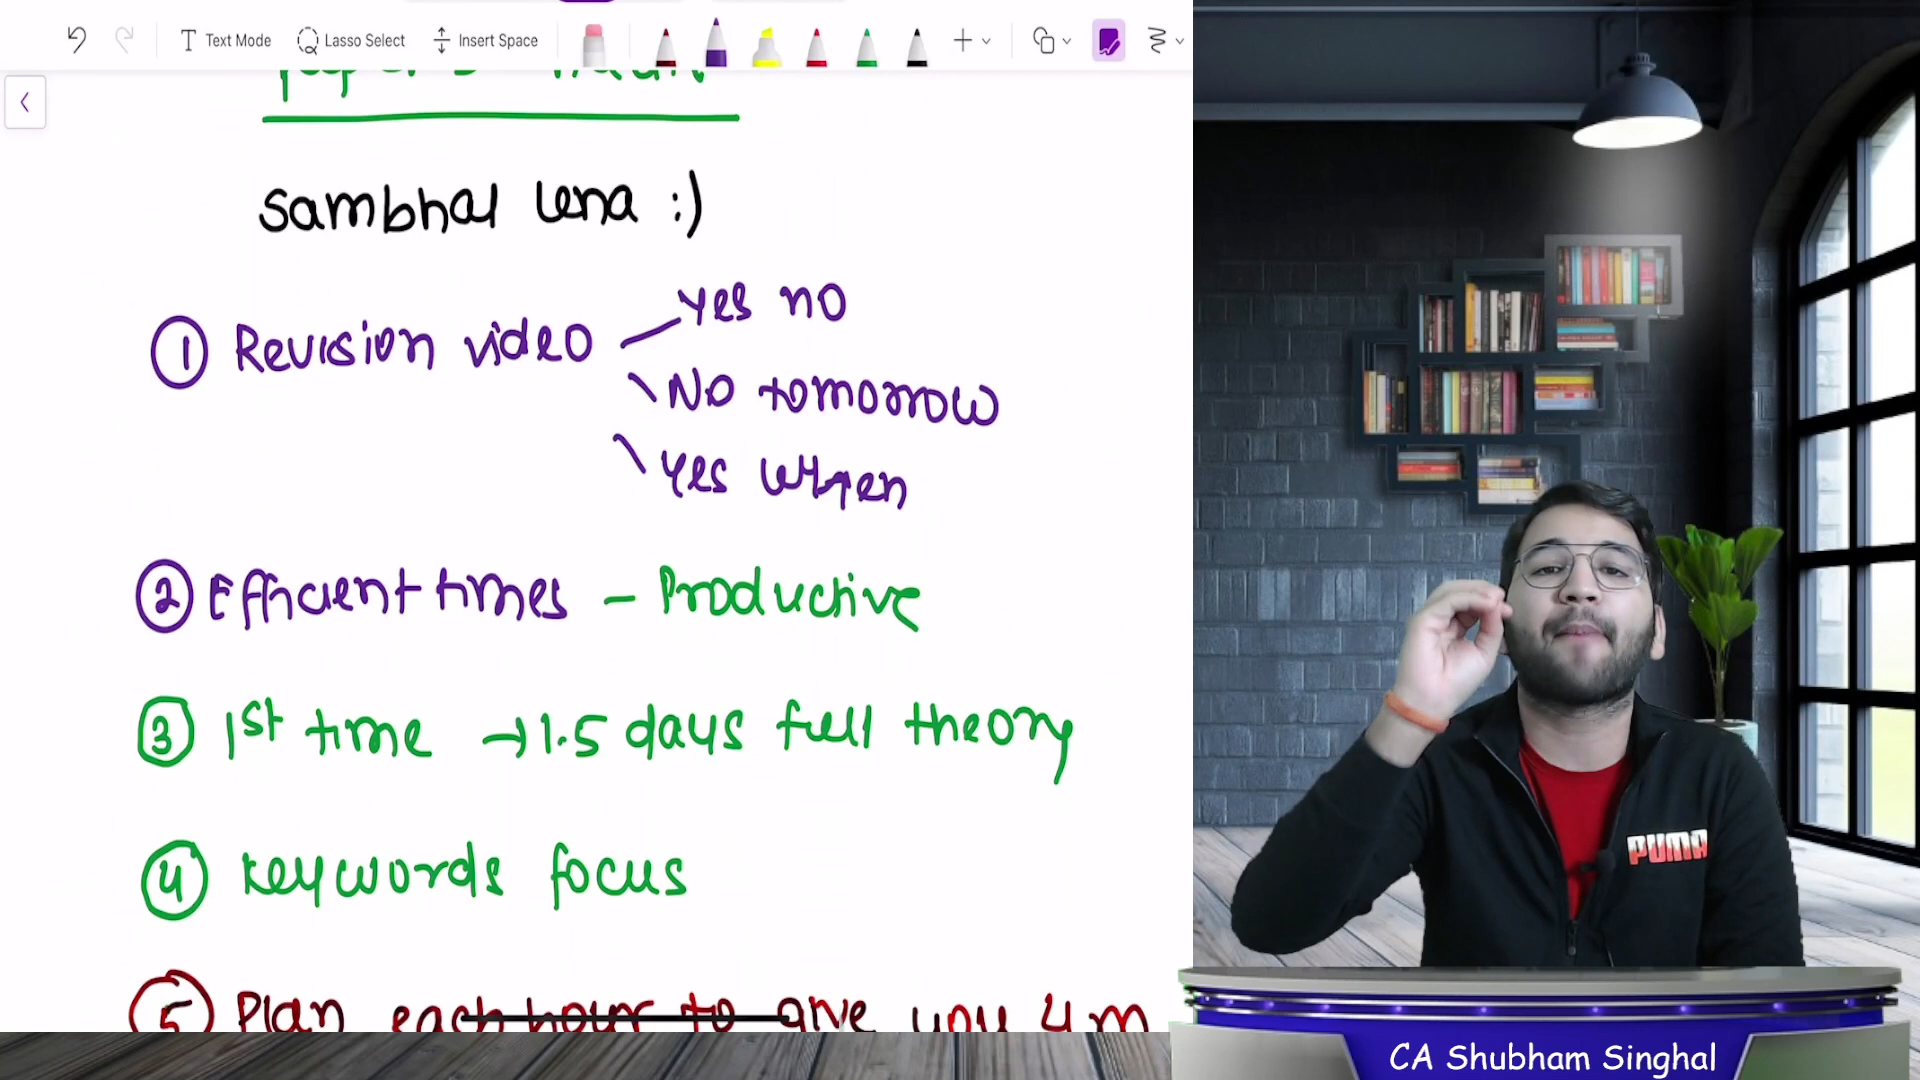 Text Mode Lasso Select Insert Space
Sambhal lena :)
① Revision video
Yes no
No tomorrow
Yes when
② Efficient times - Productive
③ 1st time → 1.5 days full theory
④ Keywords focus
⑤ Plan each hour to give you 4 m
PUMA
CA Shubham Singhal